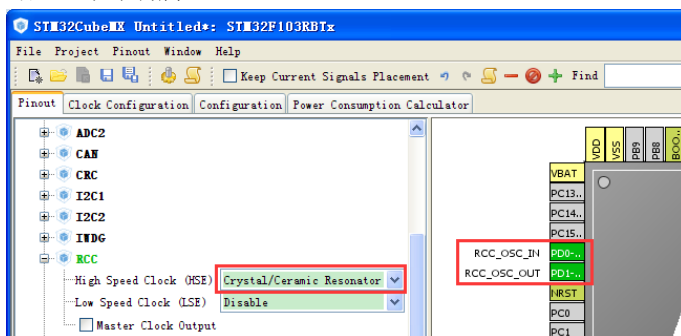 STM32CubeMX Untitled*: STM32F103RBTx
File Project Pinout Window Help
Keep Current Signals Placement Find
Pinout Clock Configuration Configuration Power Consumption Calculator
ADC2
CAN
CRC
I2C1
I2C2
IWDG
RCC
High Speed Clock (HSE) Crystal/Ceramic Resonator
Low Speed Clock (LSE) Disable
Master Clock Output
VDD
VSS
PB9
PB8
BOO..
VBAT
PC13..
PC14..
PC15..
RCC_OSC_IN PD0-..
RCC_OSC_OUT PD1-..
NRST
PC0
PC1